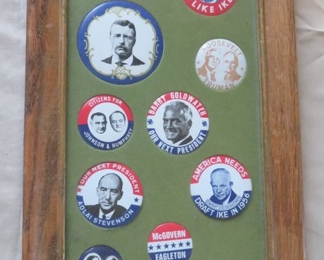 LIKE IKE
ROOSEVELT
TRUMAN
CITIZENS FOR
JOHNSON & HUMPHREY
BARRY GOLDWATER
OUR NEXT PRESIDENT
OUR NEXT PRESIDENT
ADLAI STEVENSON
AMERICA NEEDS
DRAFT IKE IN 1956
McGOVERN
EAGLETON